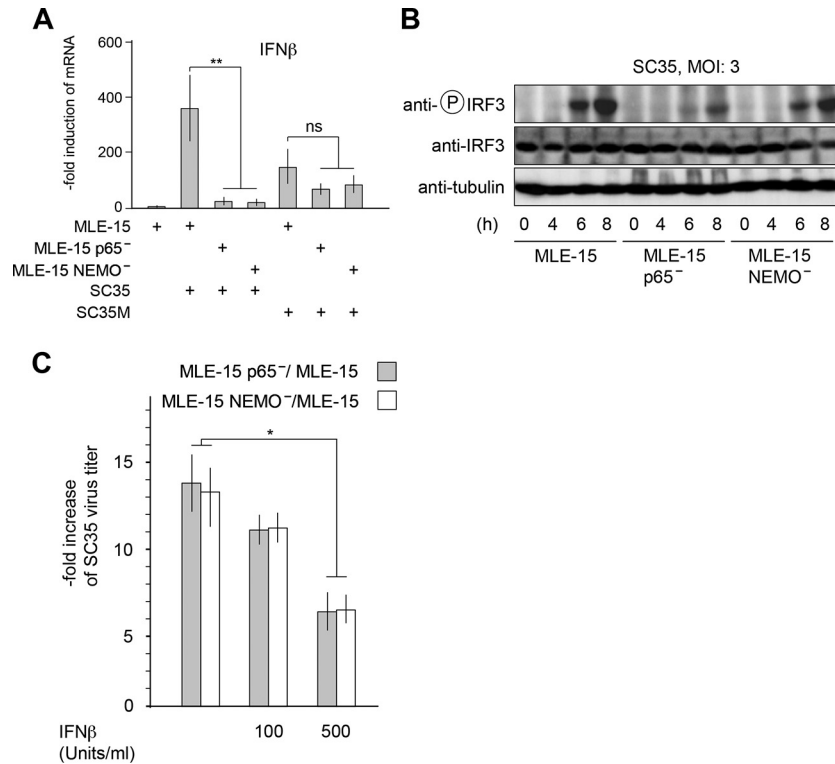 A
IFNβ
-fold induction of mRNA
600
400
200
0
**
ns
MLE-15 + +
MLE-15 p65⁻ + +
MLE-15 NEMO⁻ + +
SC35 + + +
SC35M + + +
B
SC35, MOI: 3
anti-Ⓟ IRF3
anti-IRF3
anti-tubulin
(h) 0 4 6 8 0 4 6 8 0 4 6 8
MLE-15 MLE-15 MLE-15
p65⁻ NEMO⁻
C
MLE-15 p65⁻/ MLE-15
MLE-15 NEMO⁻/MLE-15
-fold increase
of SC35 virus titer
15
10
5
0
*
IFNβ 100 500
(Units/ml)